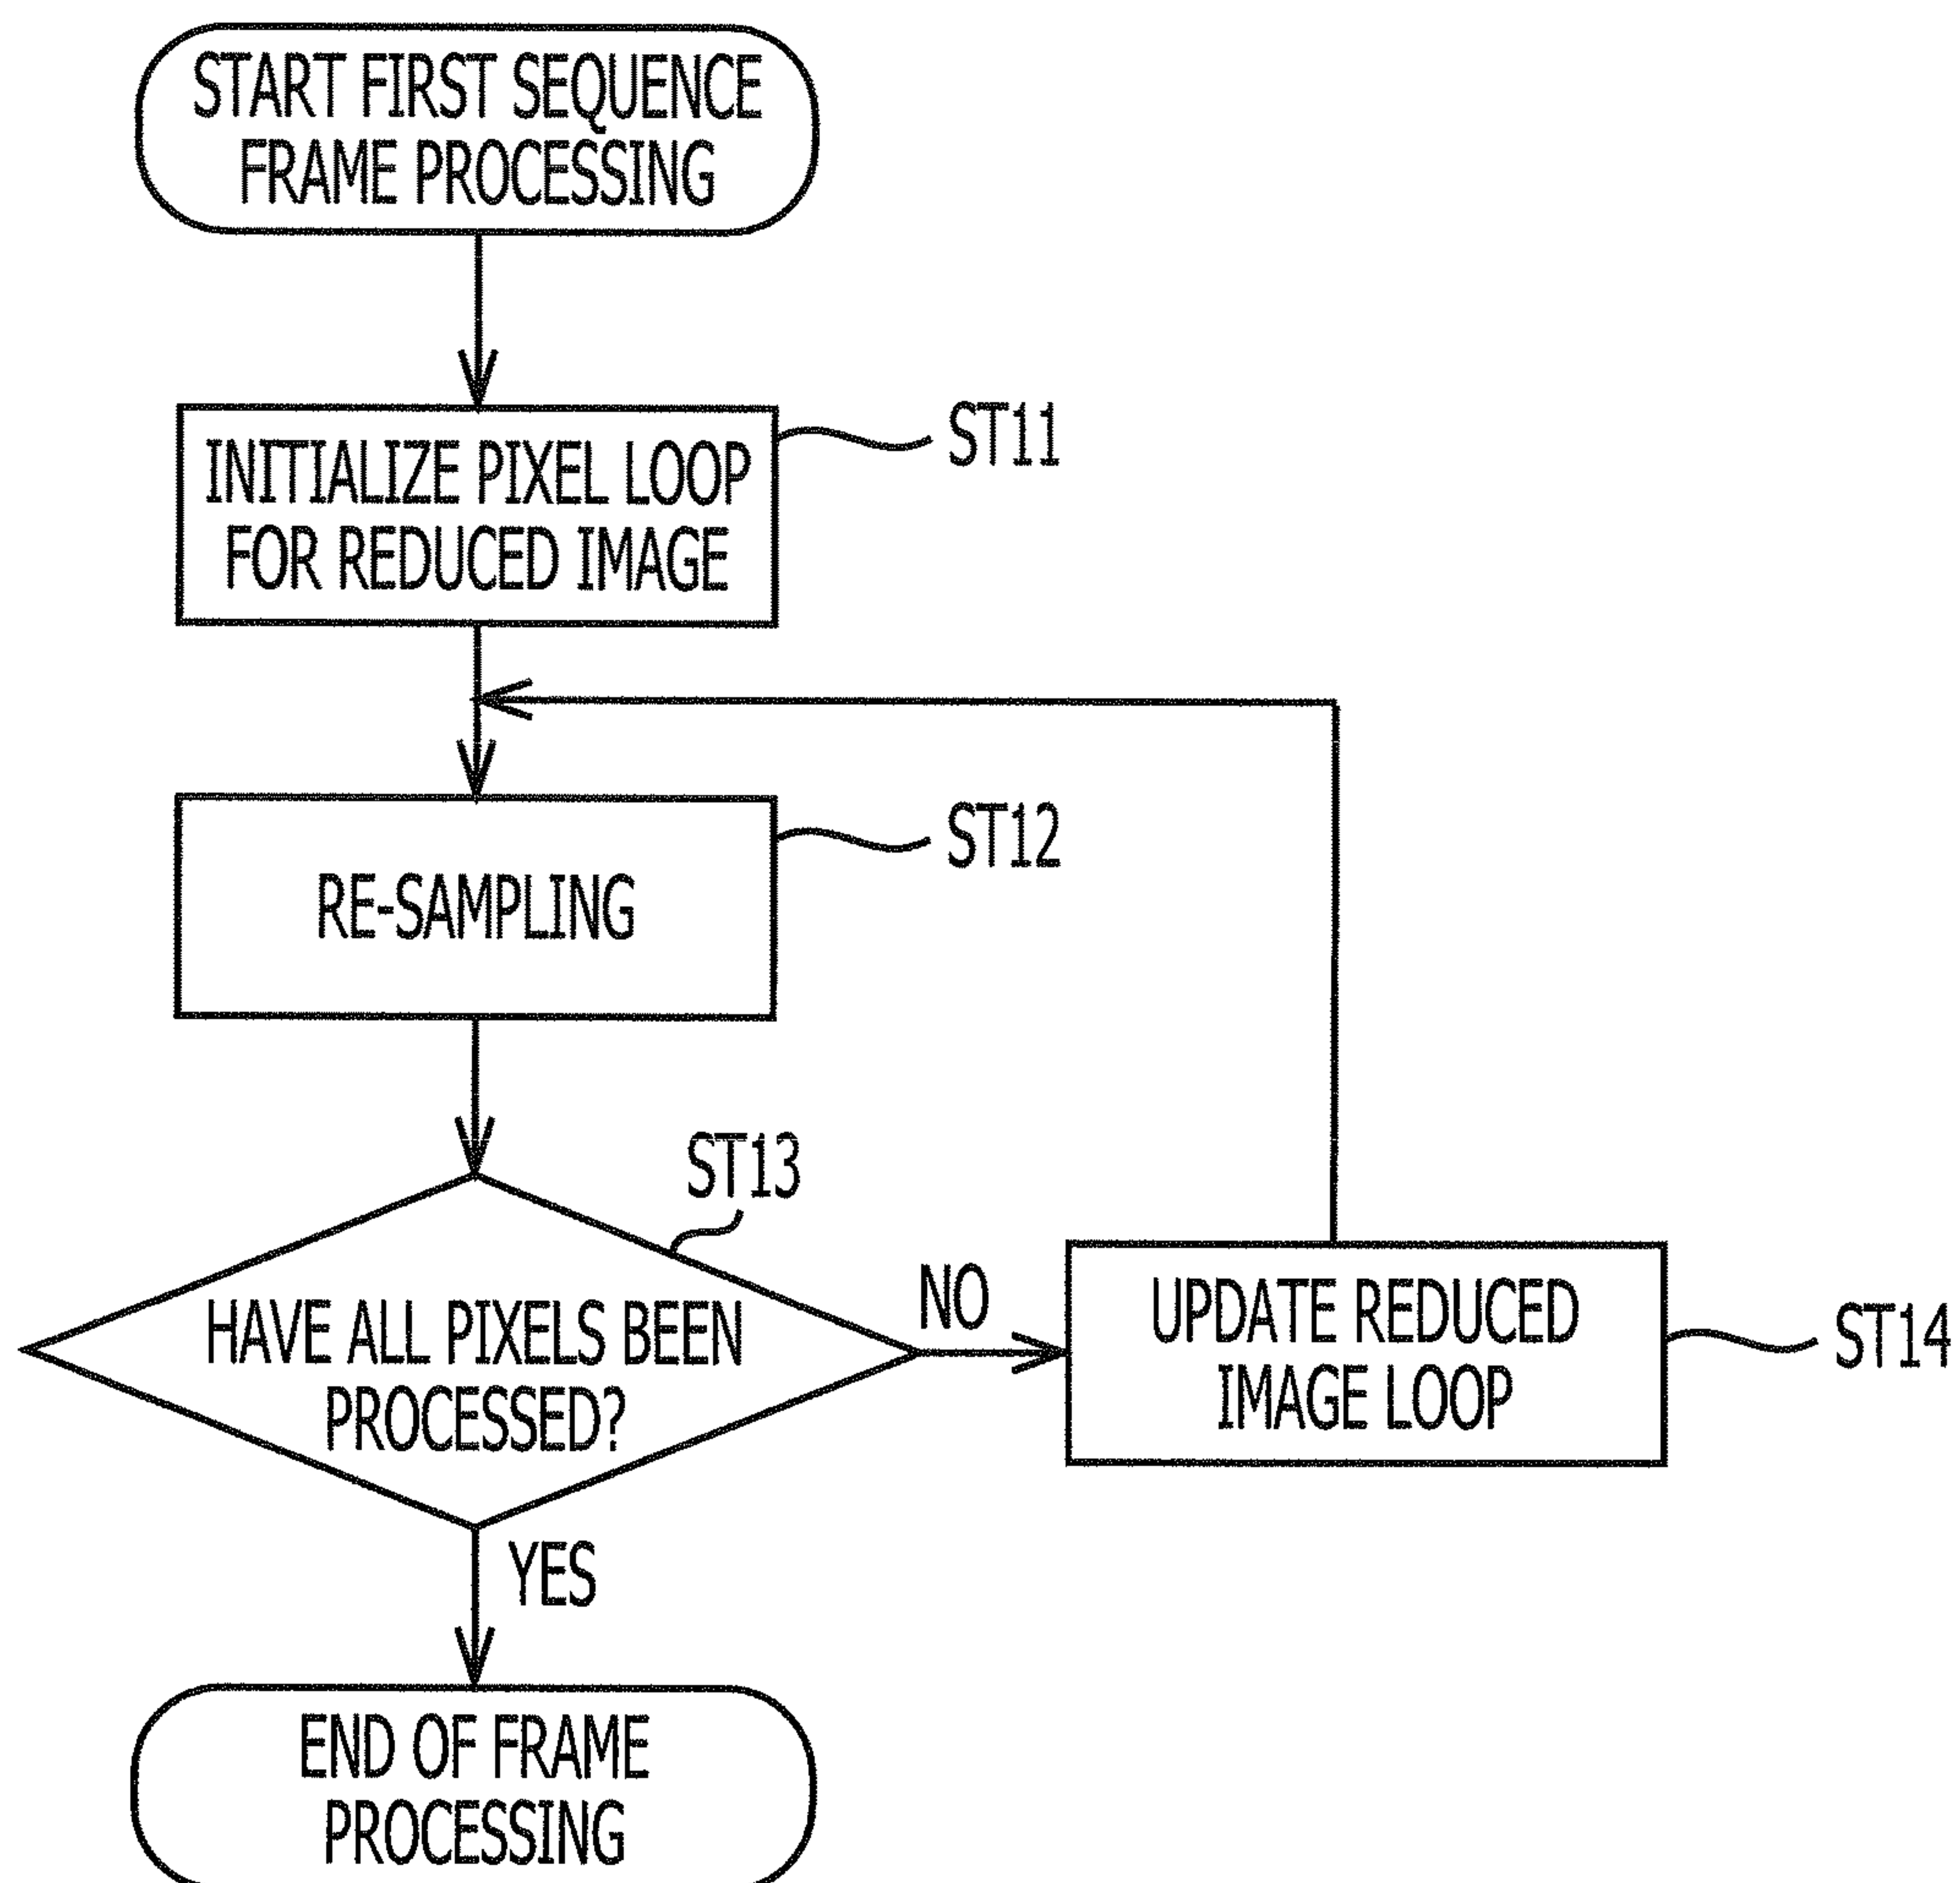 START FIRST SEQUENCE
FRAME PROCESSING
INITIALIZE PIXEL LOOP
FOR REDUCED IMAGE
ST11
RE-SAMPLING
ST12
ST13
HAVE ALL PIXELS BEEN
PROCESSED?
NO
UPDATE REDUCED
IMAGE LOOP
ST14
YES
END OF FRAME
PROCESSING